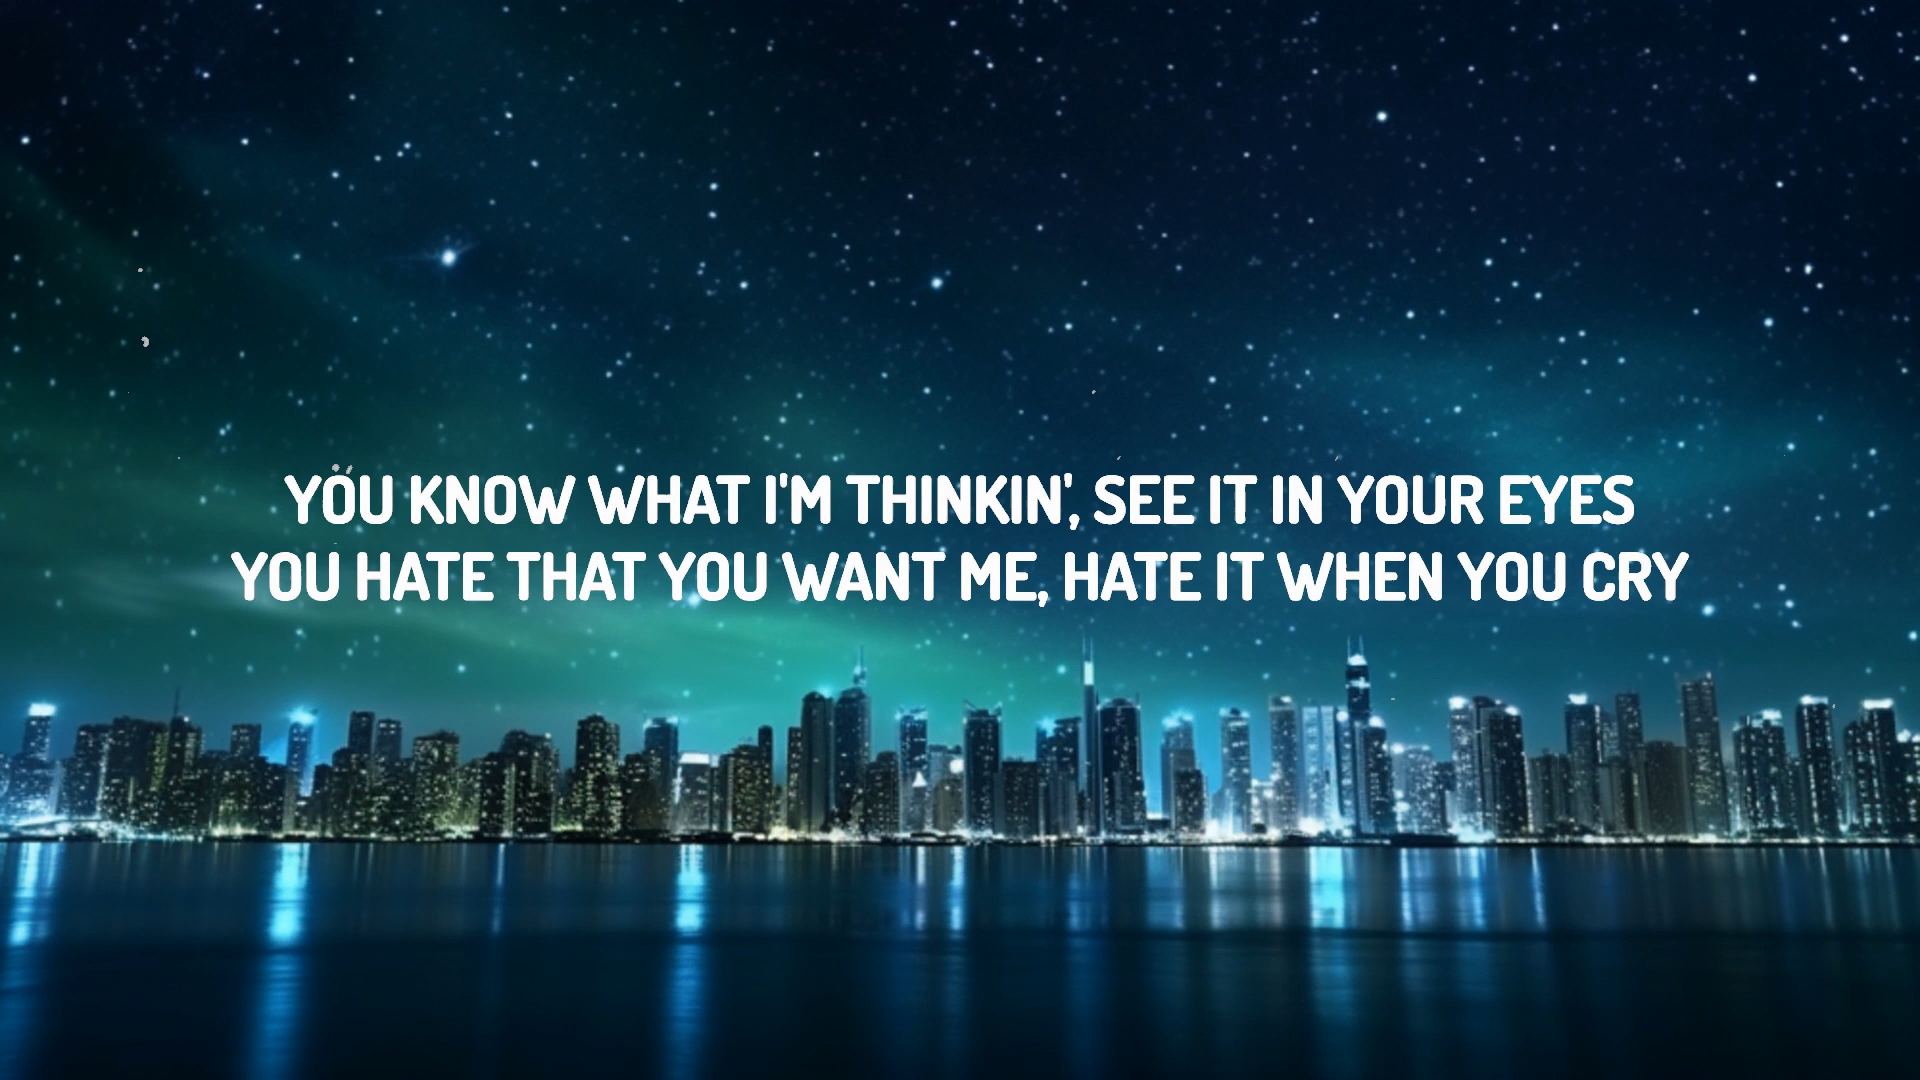 YOU KNOW WHAT I'M THINKIN', SEE IT IN YOUR EYES
YOU HATE THAT YOU WANT ME, HATE IT WHEN YOU CRY